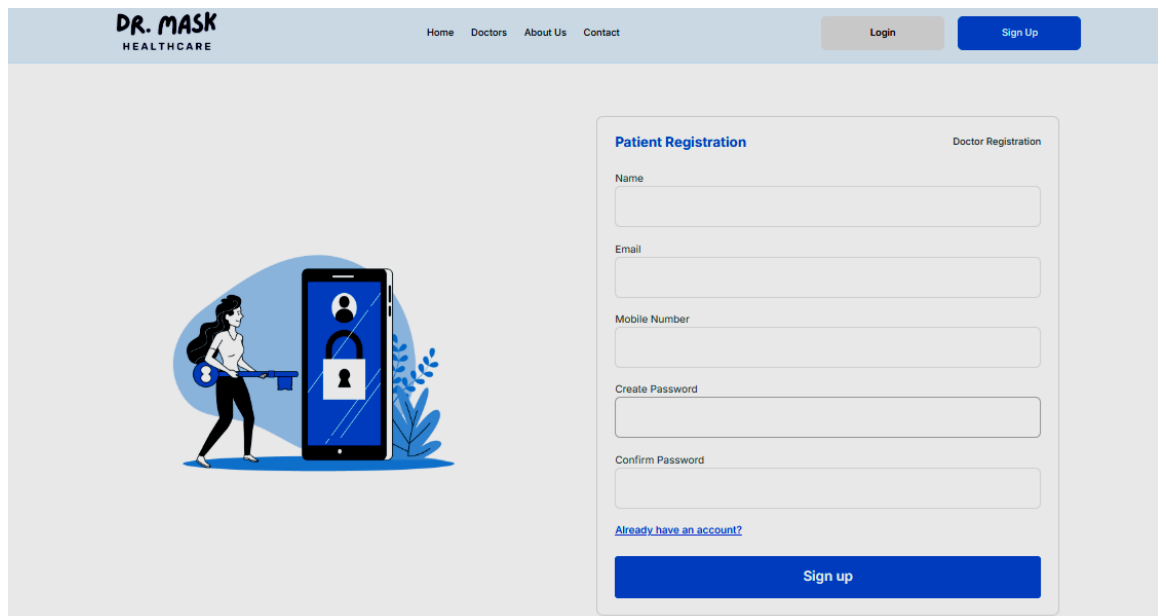 DR. MASK
HEALTHCARE
Home Doctors About Us Contact
Login
Sign Up
Patient Registration
Doctor Registration
Name
Email
Mobile Number
Create Password
Confirm Password
Already have an account?
Sign up